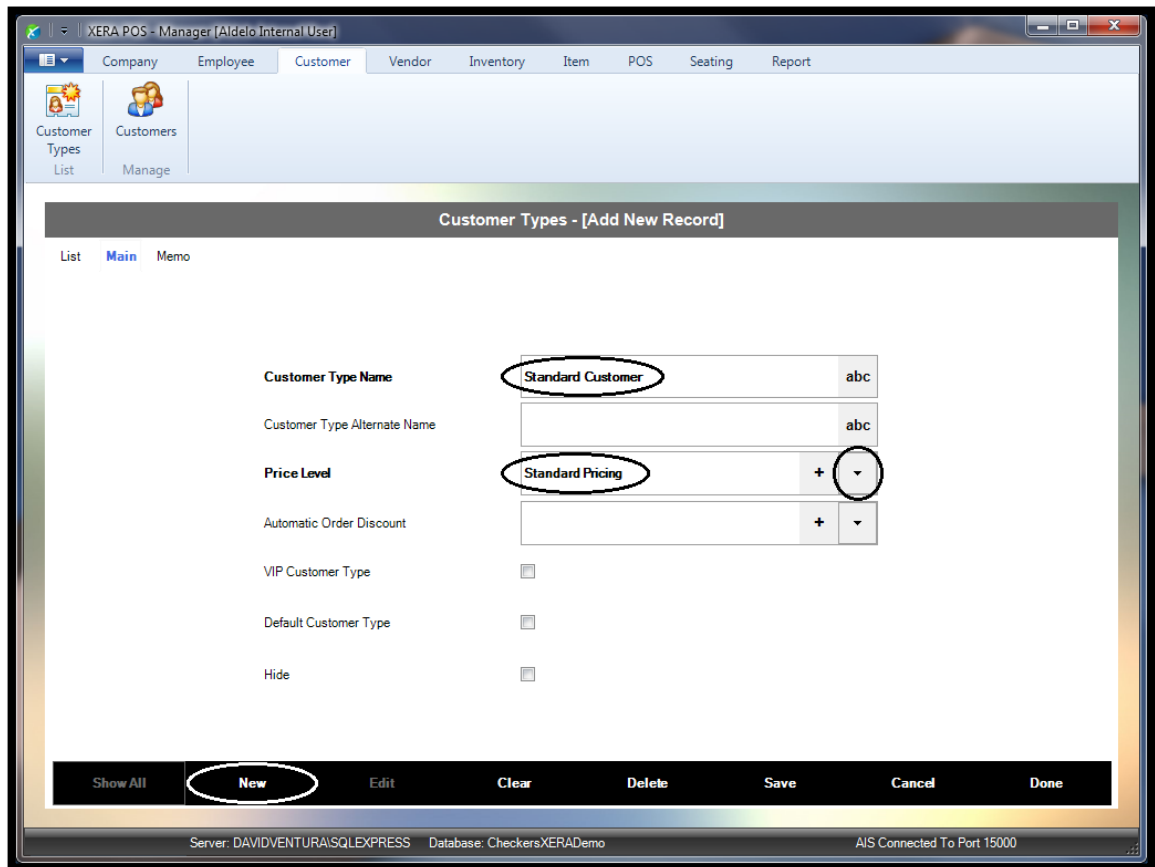 XERA POS - Manager [Aldelo Internal User]
Company Employee Customer Vendor Inventory Item POS Seating Report
Customer Types
Customers
List Manage
Customer Types - [Add New Record]
List Main Memo
Customer Type Name Standard Customer abc
Customer Type Alternate Name abc
Price Level Standard Pricing +
Automatic Order Discount +
VIP Customer Type
Default Customer Type
Hide
Show All New Edit Clear Delete Save Cancel Done
Server: DAVIDVENTURA\SQLEXPRESS Database: CheckersXERADemo AIS Connected To Port 15000